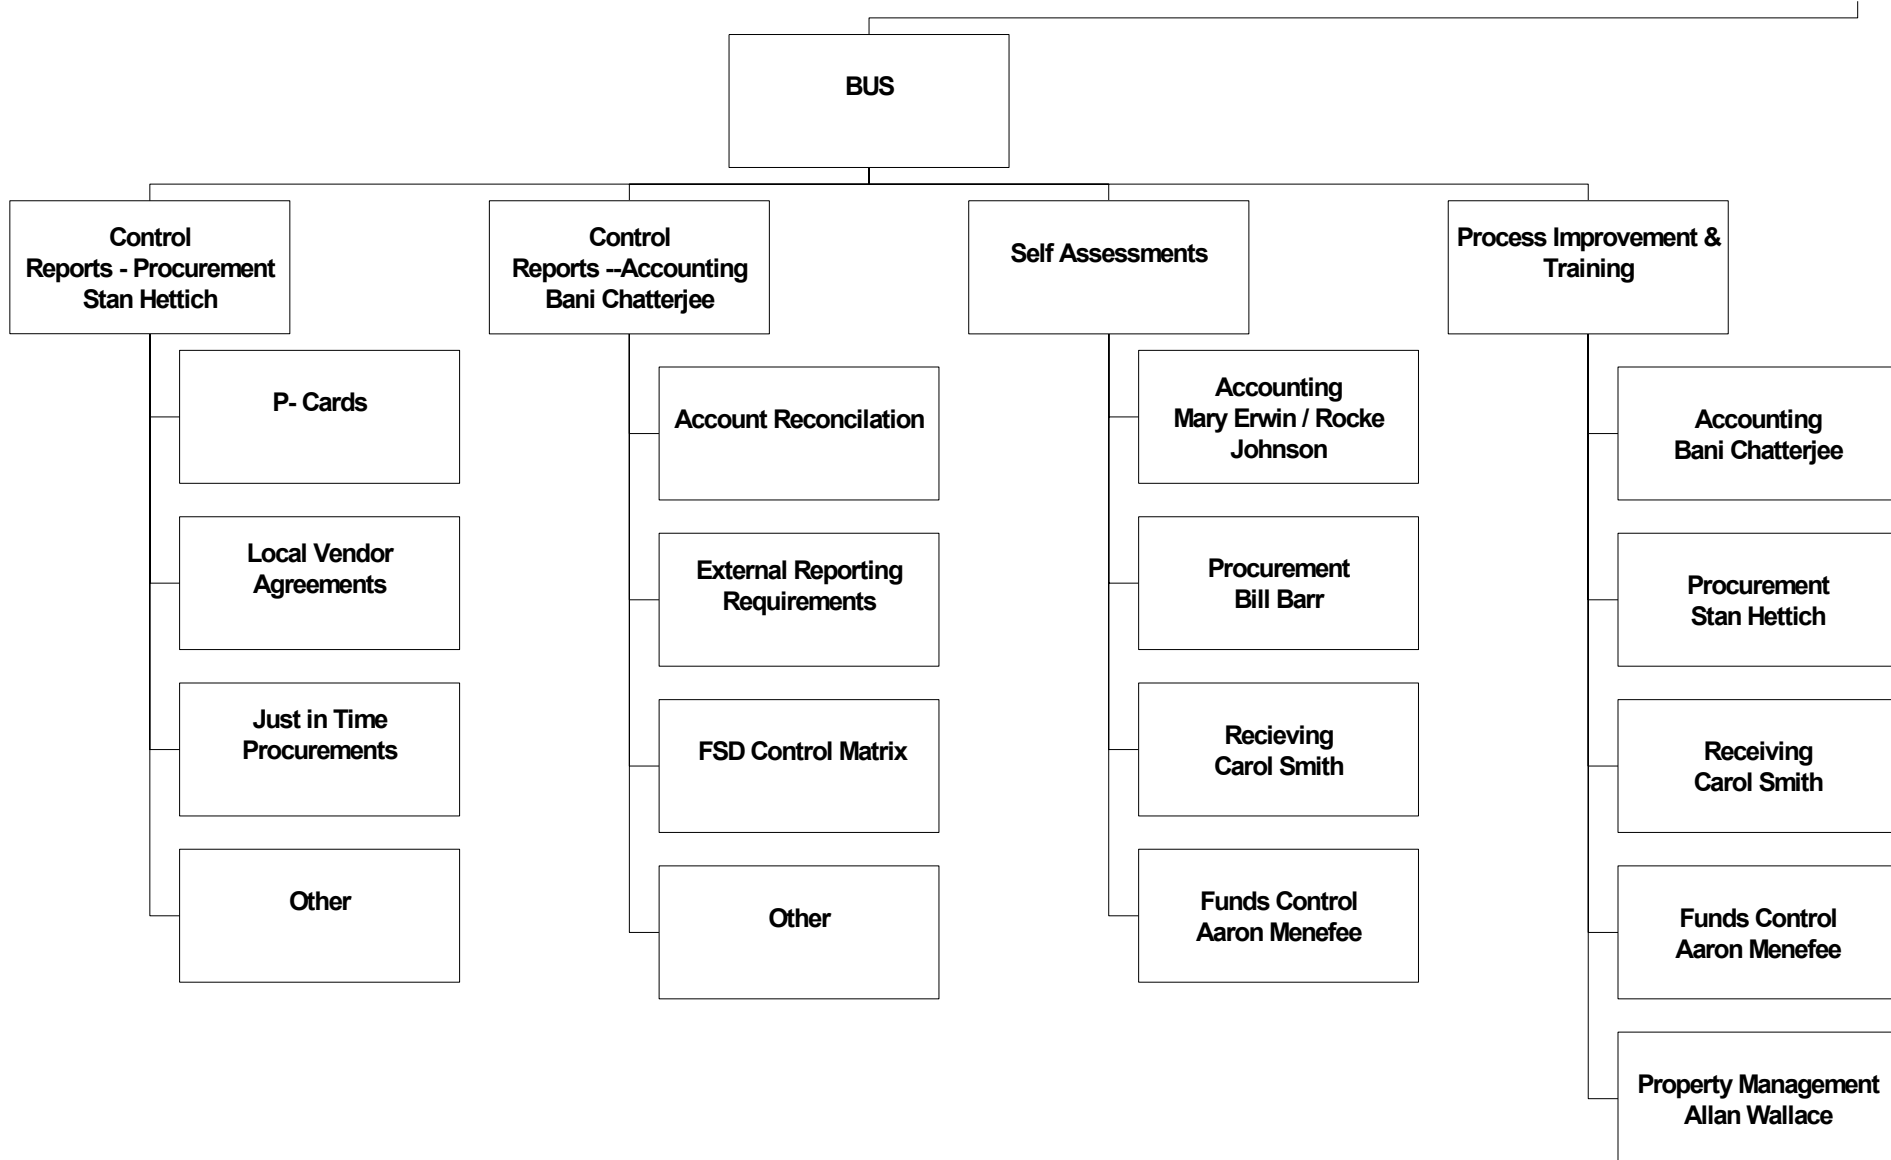 BUS
Control
Reports - Procurement
Stan Hettich
P- Cards
Local Vendor
Agreements
Just in Time
Procurements
Other
Control
Reports --Accounting
Bani Chatterjee
Account Reconcilation
External Reporting
Requirements
FSD Control Matrix
Other
Self Assessments
Accounting
Mary Erwin / Rocke
Johnson
Procurement
Bill Barr
Recieving
Carol Smith
Funds Control
Aaron Menefee
Process Improvement &
Training
Accounting
Bani Chatterjee
Procurement
Stan Hettich
Receiving
Carol Smith
Funds Control
Aaron Menefee
Property Management
Allan Wallace